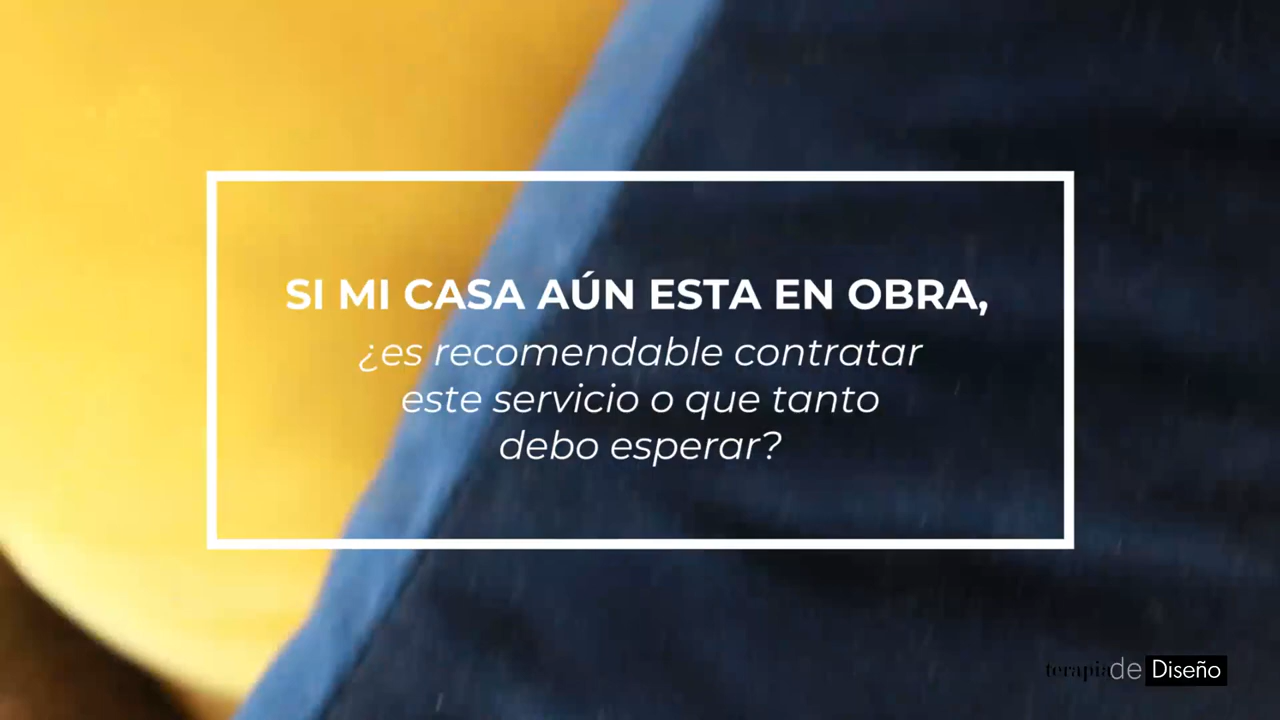 SI MI CASA AÚN ESTA EN OBRA,
¿es recomendable contratar
este servicio o que tanto
debo esperar?
terapia de Diseño